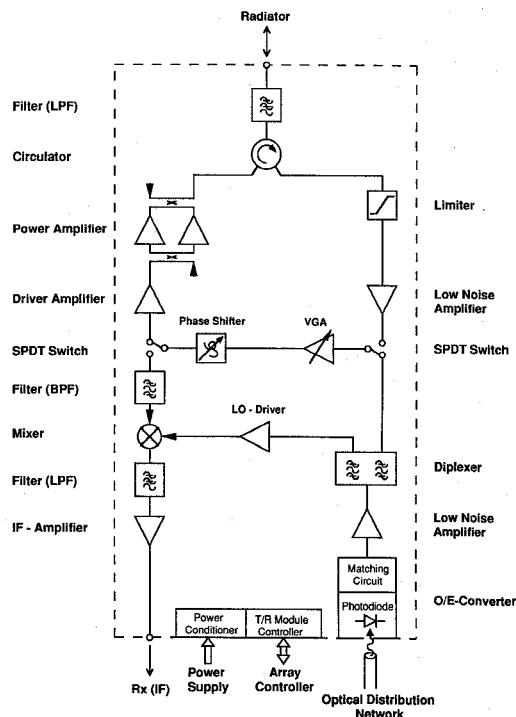 Radiator
Filter (LPF)
Circulator
Limiter
Power Amplifier
Driver Amplifier
Low Noise
Amplifier
Phase Shifter
VGA
SPDT Switch
SPDT Switch
Filter (BPF)
LO - Driver
Mixer
Diplexer
Filter (LPF)
IF - Amplifier
Low Noise
Amplifier
Matching
Circuit
O/E-Converter
Photodiode
Power
Conditioner
T/R Module
Controller
Rx (IF)
Power
Supply
Array
Controller
Optical Distribution
Network